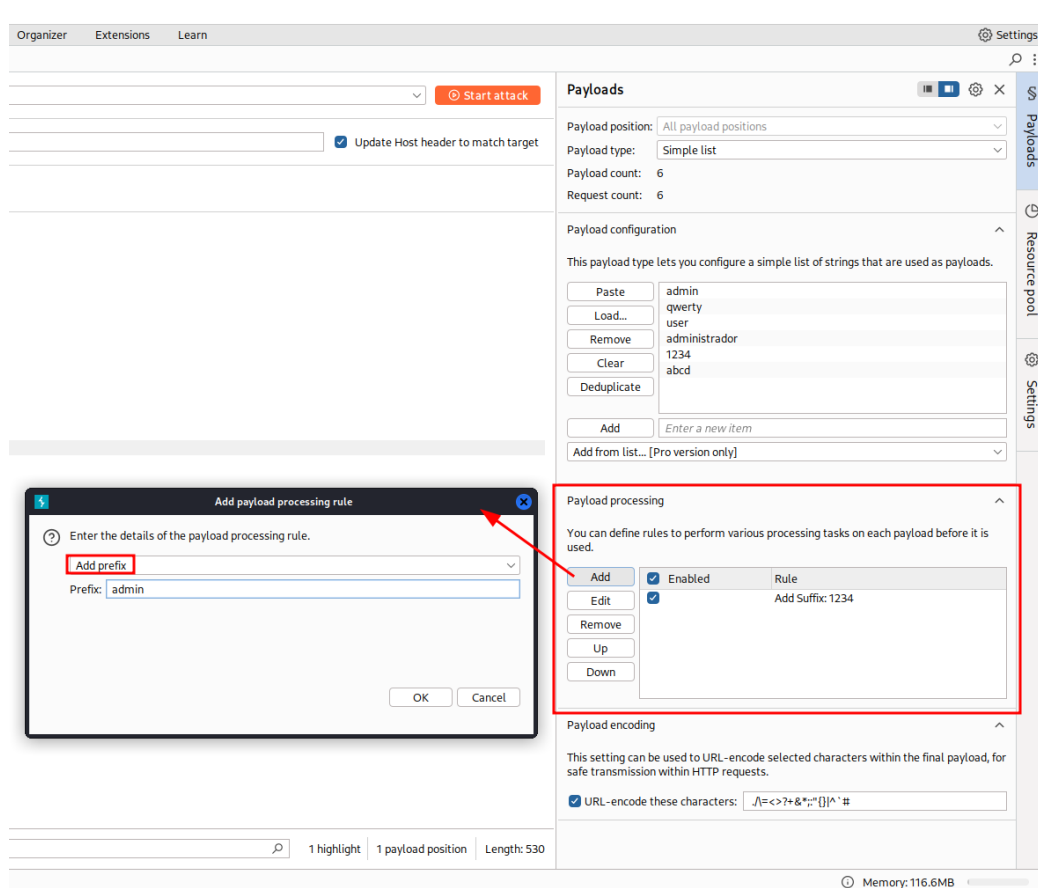 Organizer Extensions Learn Settings
Start attack
Update Host header to match target
Payloads
Payload position: All payload positions
Payload type: Simple list
Payload count: 6
Request count: 6
Payload configuration
This payload type lets you configure a simple list of strings that are used as payloads.
Paste
Load...
Remove
Clear
Deduplicate
admin
qwerty
user
administrador
1234
abcd
Add Enter a new item
Add from list... [Pro version only]
Payload processing
You can define rules to perform various processing tasks on each payload before it is
used.
Add
Edit
Remove
Up
Down
Enabled Rule
Add Suffix: 1234
Payload encoding
This setting can be used to URL-encode selected characters within the final payload, for
safe transmission within HTTP requests.
URL-encode these characters: ./\=<>?+&*;:"{}|^`#
Add payload processing rule
Enter the details of the payload processing rule.
Add prefix
Prefix: admin
OK Cancel
1 highlight 1 payload position Length: 530
Memory: 116.6MB
Payloads
Resource pool
Settings